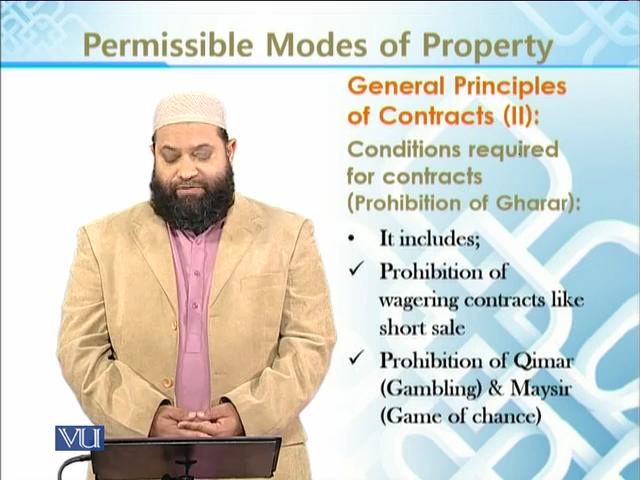 Permissible Modes of Property
General Principles
of Contracts (II):
Conditions required
for contracts
(Prohibition of Gharar):
• It includes;
✓ Prohibition of
wagering contracts like
short sale
✓ Prohibition of Qimar
(Gambling) & Maysir
(Game of chance)
VU